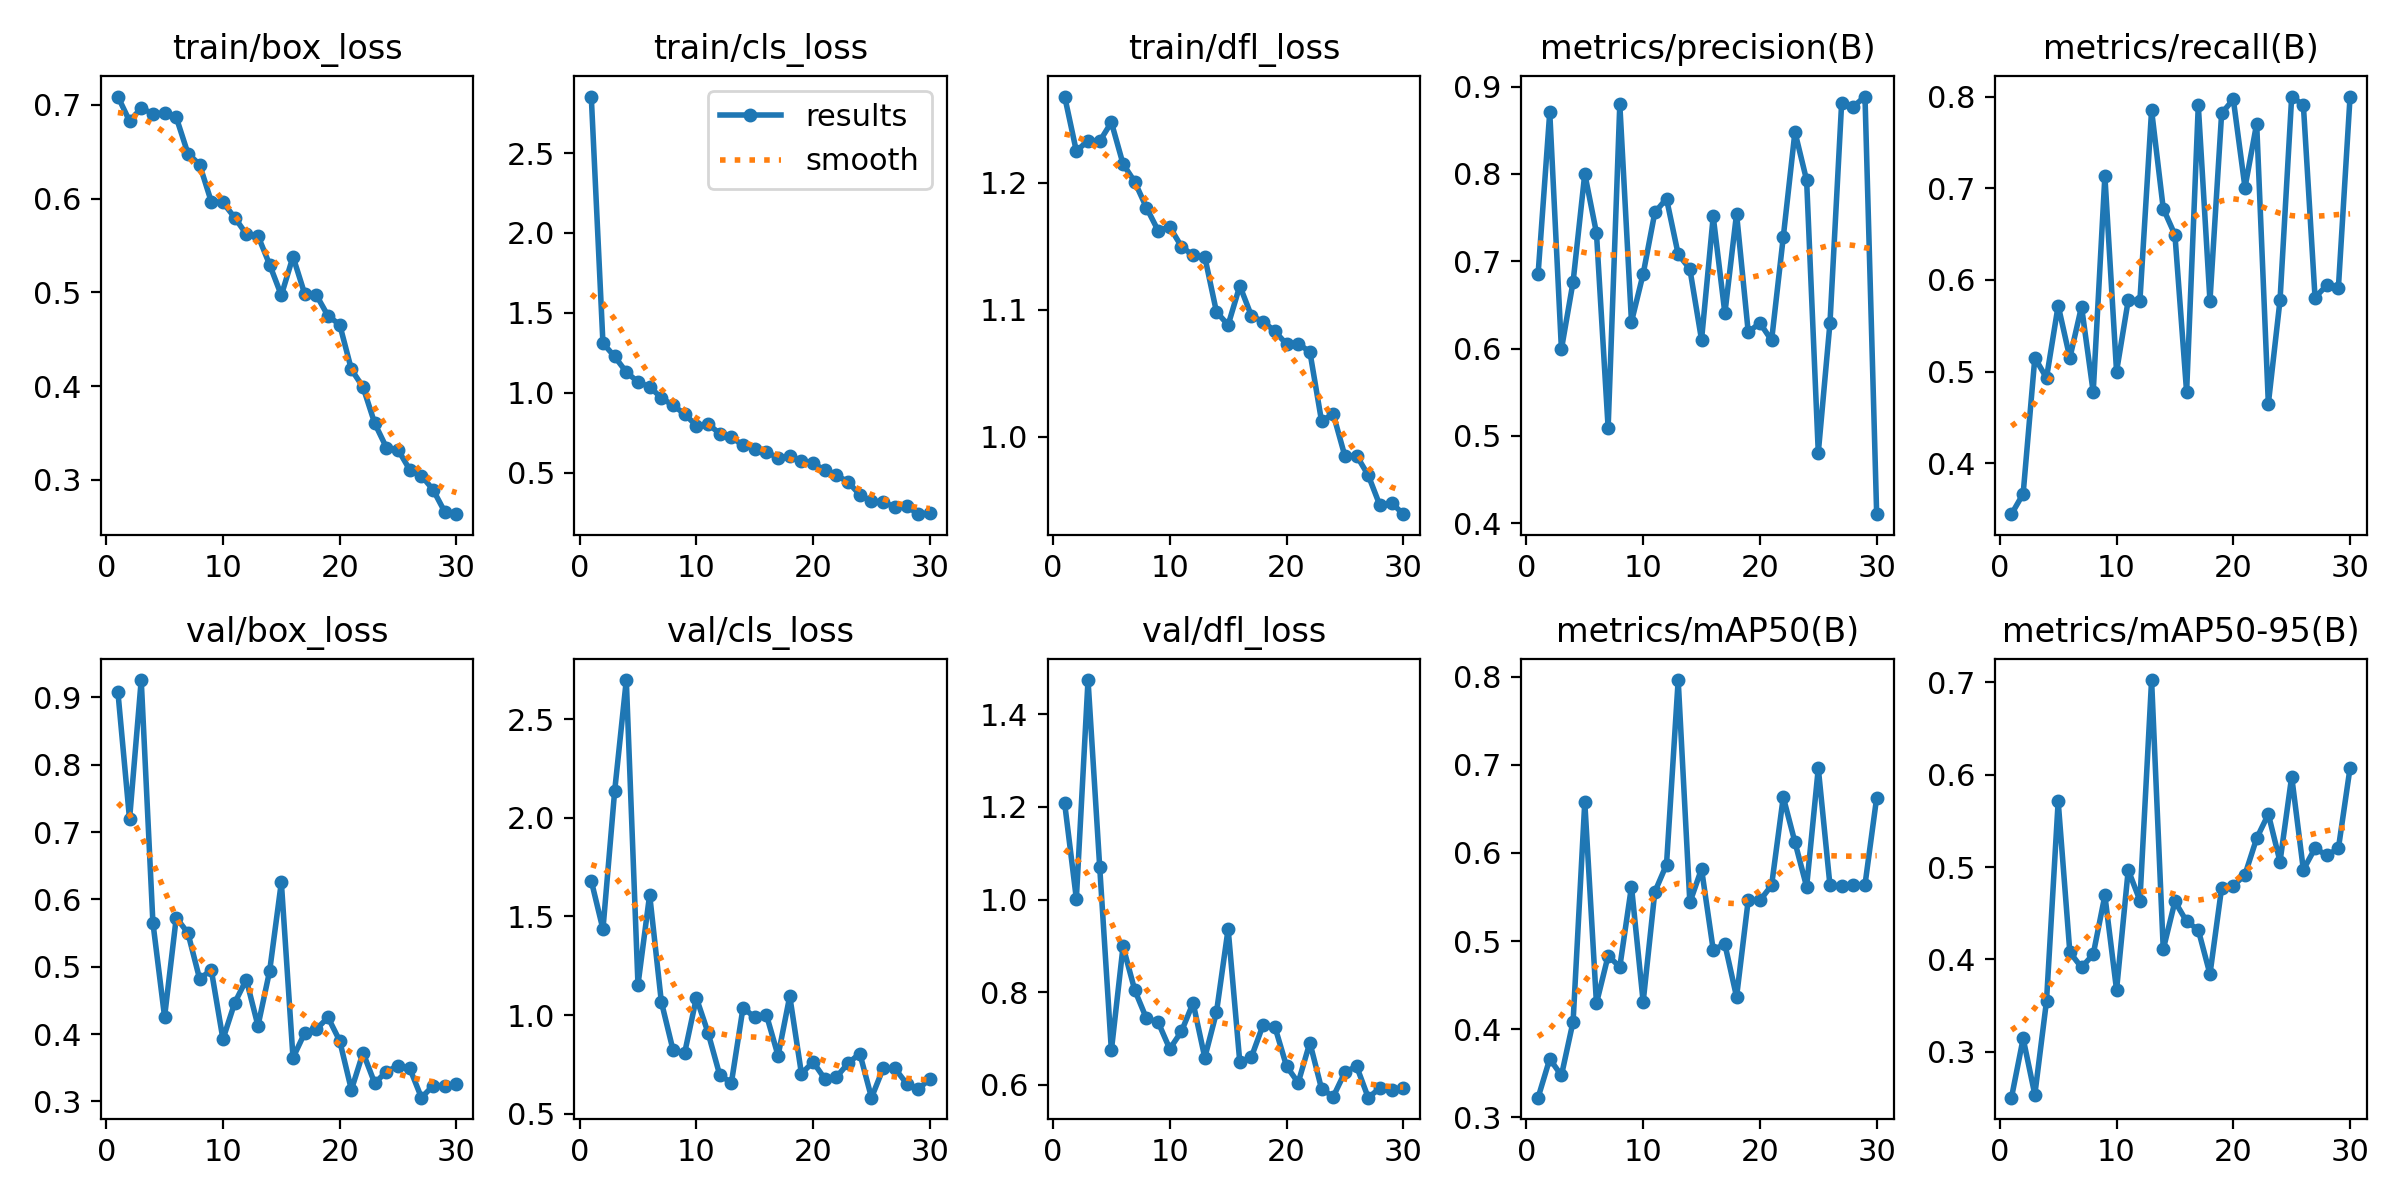 train/box_loss
train/cls_loss
train/dfl_loss
metrics/precision(B)
metrics/recall(B)
0.7
0.6
0.5
0.4
0.3
0 10 20 30
results
smooth
2.5
2.0
1.5
1.0
0.5
0 10 20 30
1.2
1.1
1.0
0 10 20 30
0.9
0.8
0.7
0.6
0.5
0.4
0 10 20 30
0.8
0.7
0.6
0.5
0.4
0 10 20 30
val/box_loss
val/cls_loss
val/dfl_loss
metrics/mAP50(B)
metrics/mAP50-95(B)
0.9
0.8
0.7
0.6
0.5
0.4
0.3
0 10 20 30
2.5
2.0
1.5
1.0
0.5
0 10 20 30
1.4
1.2
1.0
0.8
0.6
0 10 20 30
0.8
0.7
0.6
0.5
0.4
0.3
0 10 20 30
0.7
0.6
0.5
0.4
0.3
0 10 20 30